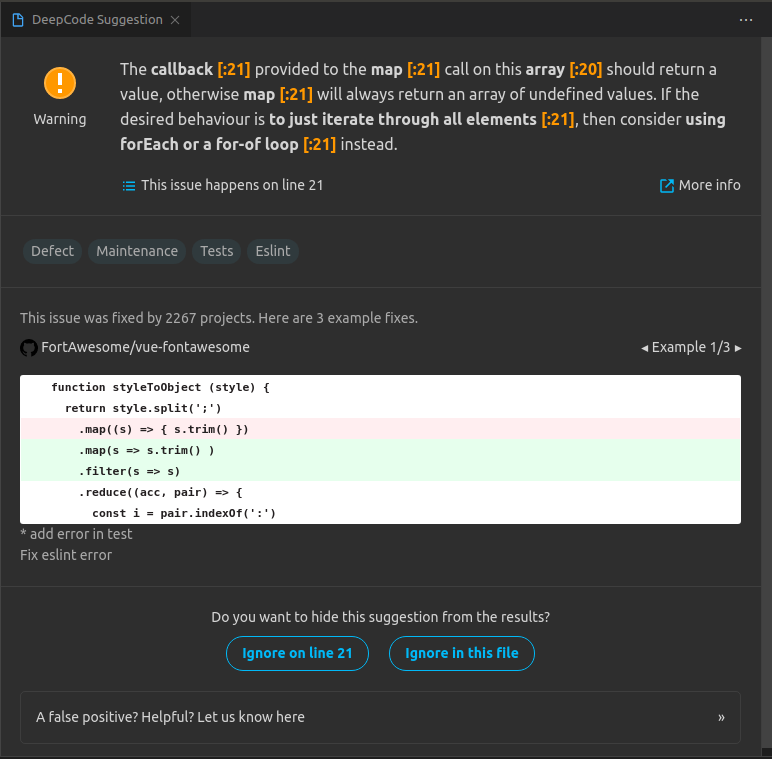 DeepCode Suggestion
The callback [:21] provided to the map [:21] call on this array [:20] should return a
value, otherwise map [:21] will always return an array of undefined values. If the
Warning
desired behaviour is to just iterate through all elements [:21], then consider using
forEach or a for-of loop [:21] instead.
This issue happens on line 21
More info
Defect Maintenance Tests Eslint
This issue was fixed by 2267 projects. Here are 3 example fixes.
FortAwesome/vue-fontawesome
◂ Example 1/3 ▸
function styleToObject (style) {
return style.split(';')
.map((s) => { s.trim() })
.map(s => s.trim() )
.filter(s => s)
.reduce((acc, pair) => {
const i = pair.indexOf(':')
* add error in test
Fix eslint error
Do you want to hide this suggestion from the results?
Ignore on line 21 Ignore in this file
A false positive? Helpful? Let us know here »